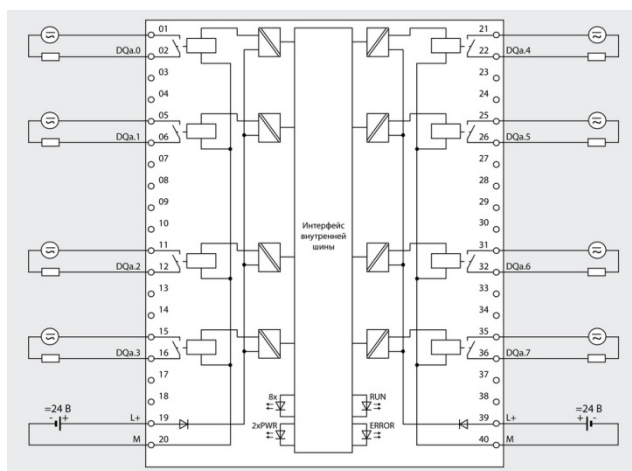 01
DQa.0 02
03
04
05
DQa.1 06
07
08
09
10
11
DQa.2 12
13
14
15
DQa.3 16
17
18
=24 В
- +
L+ 19
M 20
Интерфейс
внутренней
шины
8x
RUN
2xPWR
ERROR
21
22 DQa.4
23
24
25
26 DQa.5
27
28
29
30
31
32 DQa.6
33
34
35
36 DQa.7
37
38
=24 В
- +
39 L+
40 M